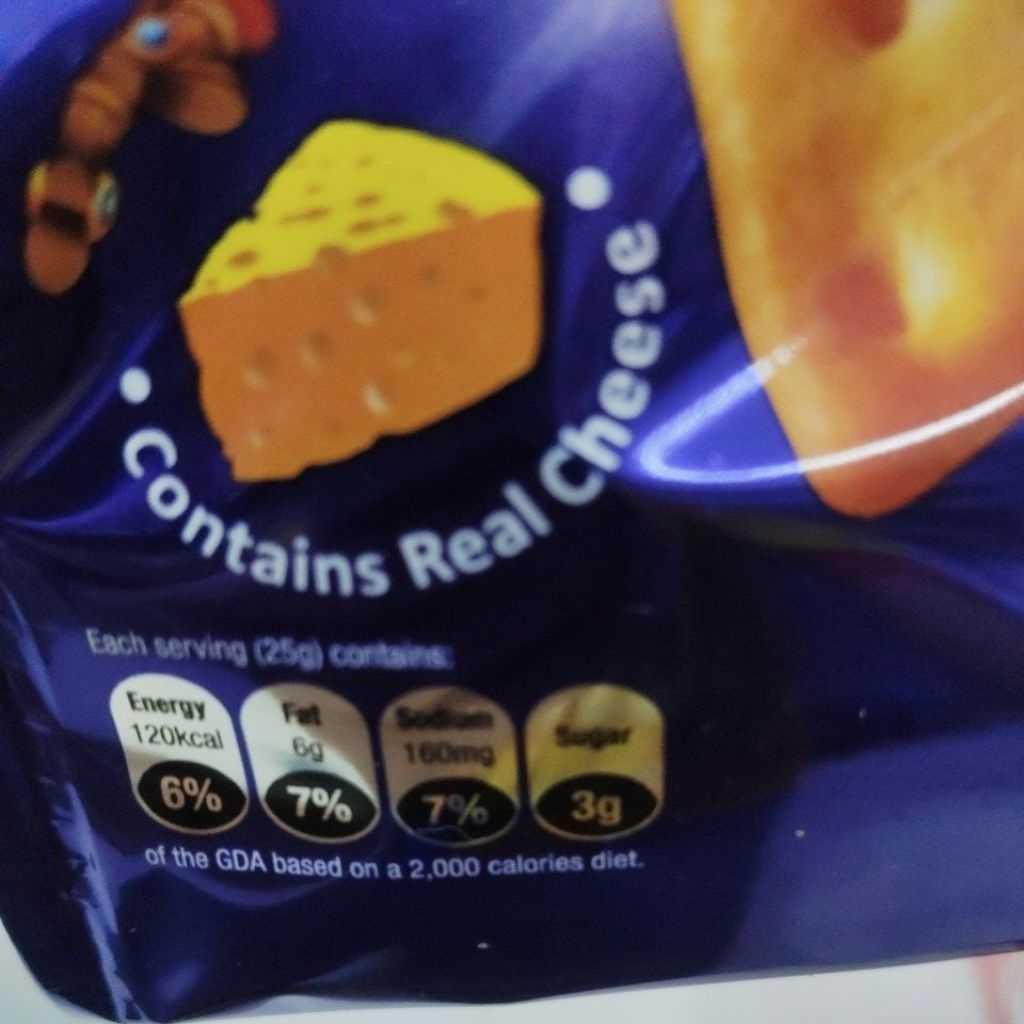 • Contains Real Cheese •
Each serving (25g) contains:
Energy
120kcal
6%
Fat
6g
7%
Sodium
160mg
7%
Sugar
3g
of the GDA based on a 2,000 calories diet.